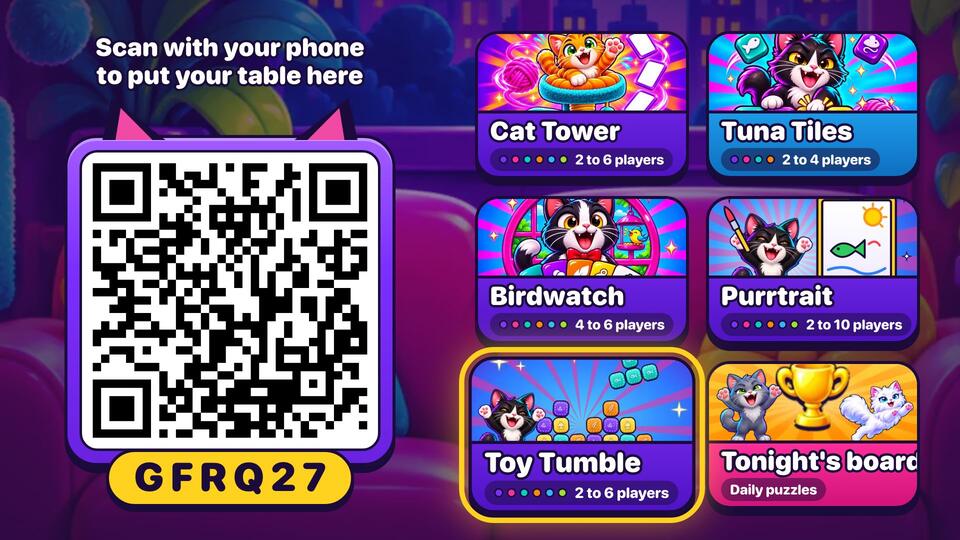 Scan with your phone
to put your table here
GFRQ27
Cat Tower
2 to 6 players
Tuna Tiles
2 to 4 players
Birdwatch
4 to 6 players
Purrtrait
2 to 10 players
Toy Tumble
2 to 6 players
Tonight's board
Daily puzzles